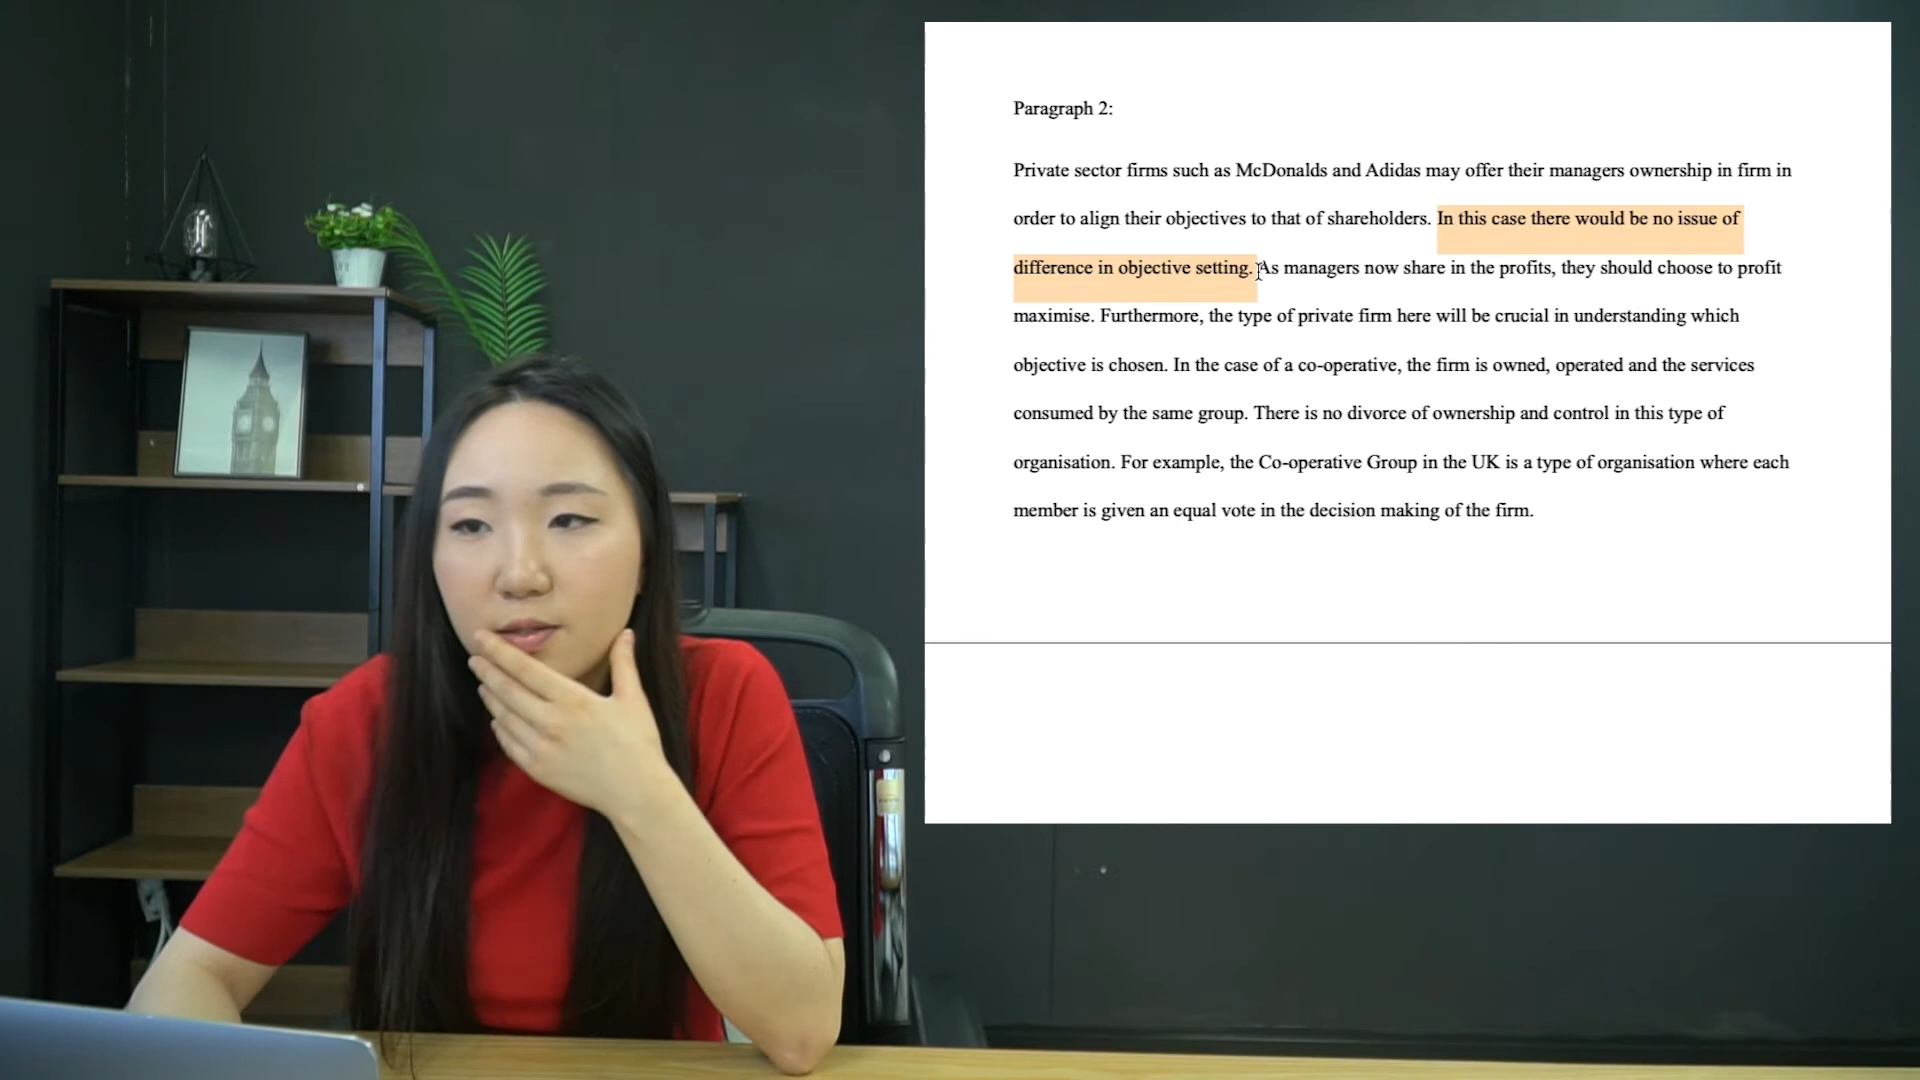 Paragraph 2:
Private sector firms such as McDonalds and Adidas may offer their managers ownership in firm in
order to align their objectives to that of shareholders. In this case there would be no issue of
difference in objective setting. As managers now share in the profits, they should choose to profit
maximise. Furthermore, the type of private firm here will be crucial in understanding which
objective is chosen. In the case of a co-operative, the firm is owned, operated and the services
consumed by the same group. There is no divorce of ownership and control in this type of
organisation. For example, the Co-operative Group in the UK is a type of organisation where each
member is given an equal vote in the decision making of the firm.